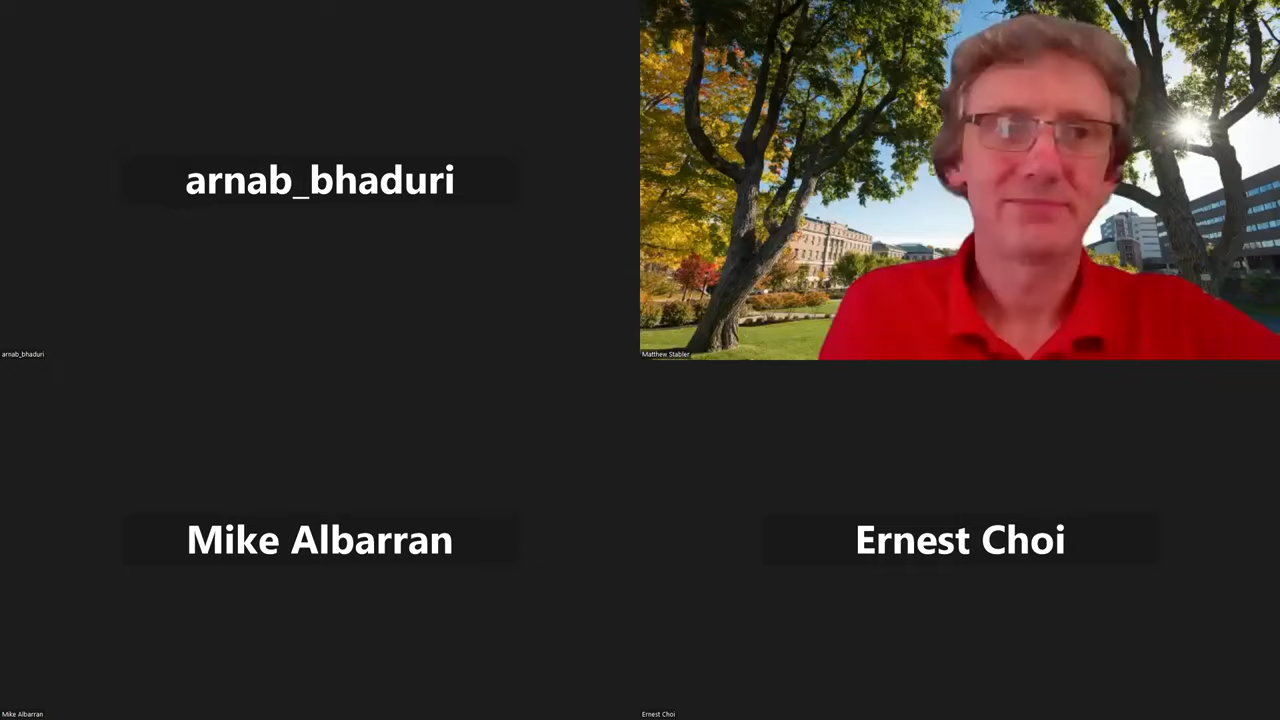 arnab_bhaduri
arnab_bhaduri
Matthew Stabler
Mike Albarran
Ernest Choi
Mike Albarran
Ernest Choi